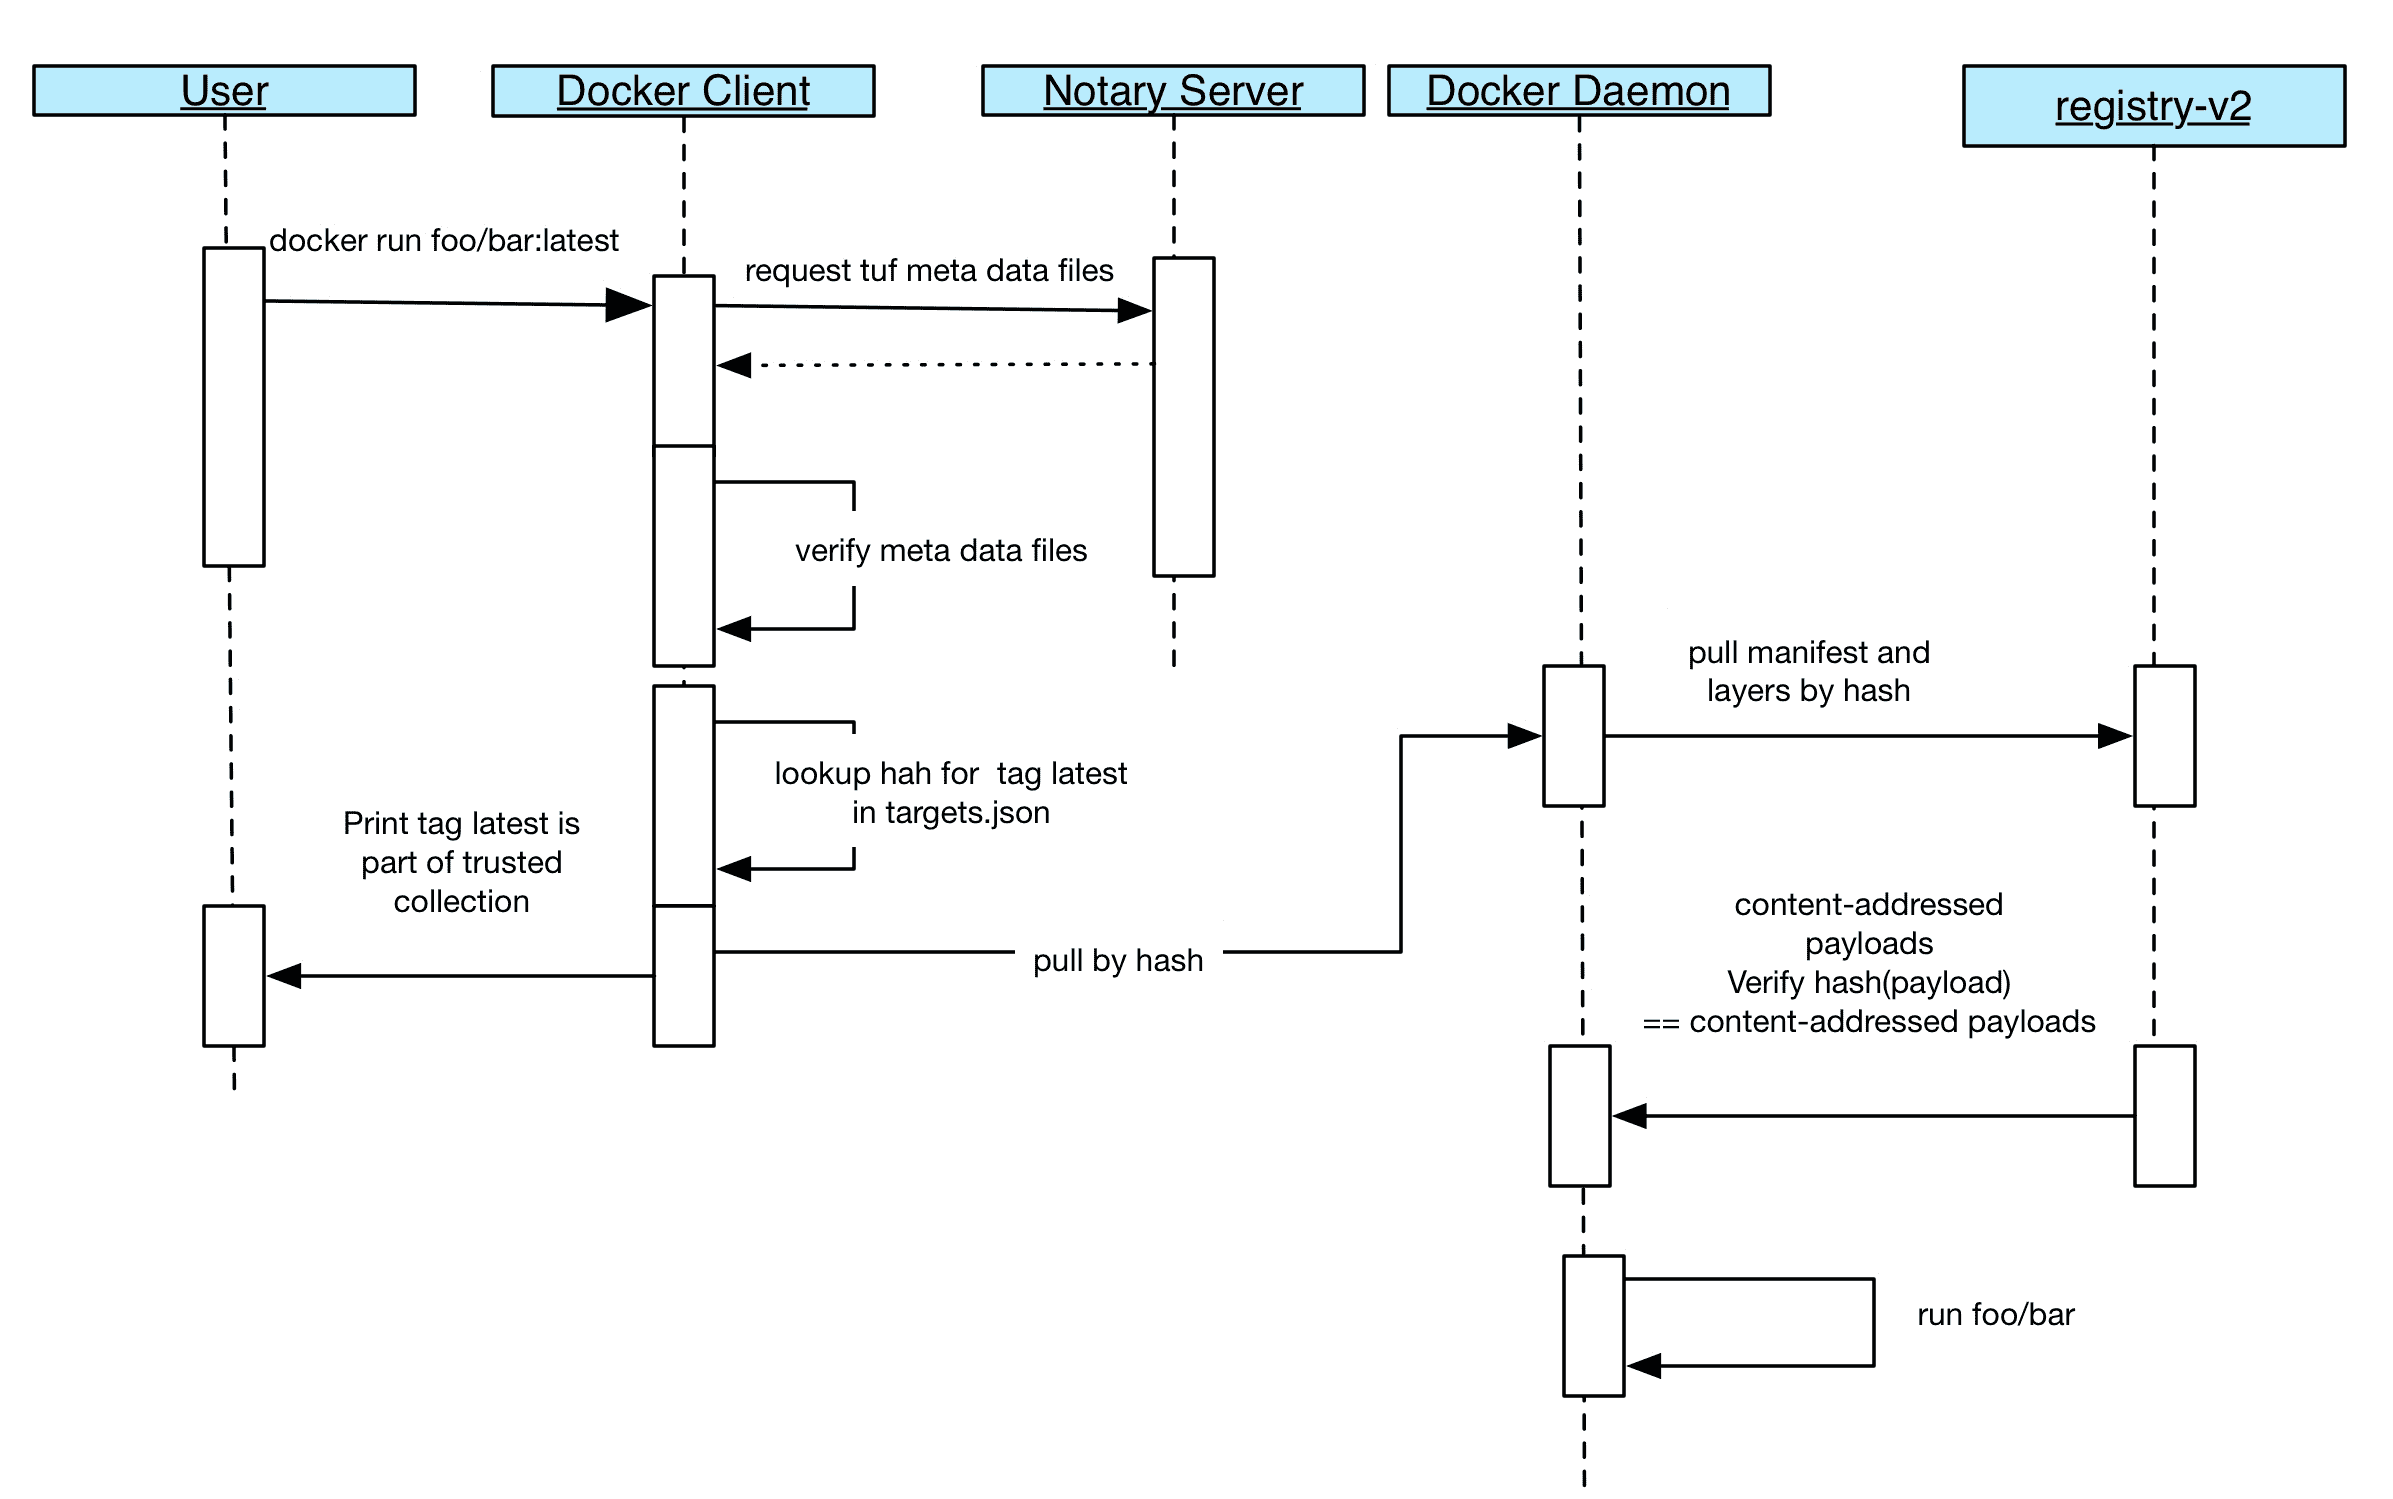 User
Docker Client
Notary Server
Docker Daemon
registry-v2
docker run foo/bar:latest
request tuf meta data files
verify meta data files
pull manifest and
layers by hash
lookup hah for  tag latest
in targets.json
Print tag latest is
part of trusted
collection
pull by hash
content-addressed
payloads
Verify hash(payload)
== content-addressed payloads
run foo/bar